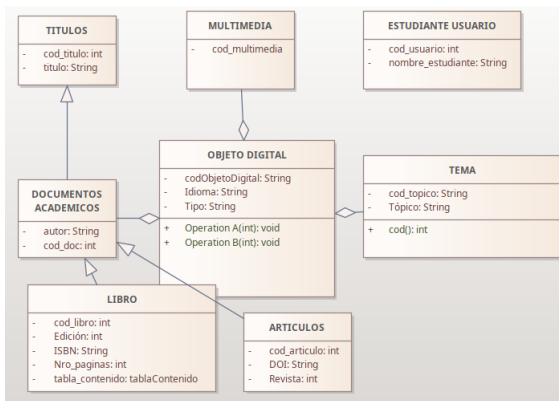 TITULOS
- cod_titulo: int
- titulo: String
MULTIMEDIA
- cod_multimedia
ESTUDIANTE USUARIO
- cod_usuario: int
- nombre_estudiante: String
OBJETO DIGITAL
- codObjetoDigital: String
- Idioma: String
- Tipo: String
+ Operation A(int): void
+ Operation B(int): void
TEMA
- cod_topico: String
- Tópico: String
+ cod(): int
DOCUMENTOS
ACADEMICOS
- autor: String
- cod_doc: int
LIBRO
- cod_libro: int
- Edición: int
- ISBN: String
- Nro_paginas: int
- tabla_contenido: tablaContenido
ARTICULOS
- cod_articulo: int
- DOI: String
- Revista: int